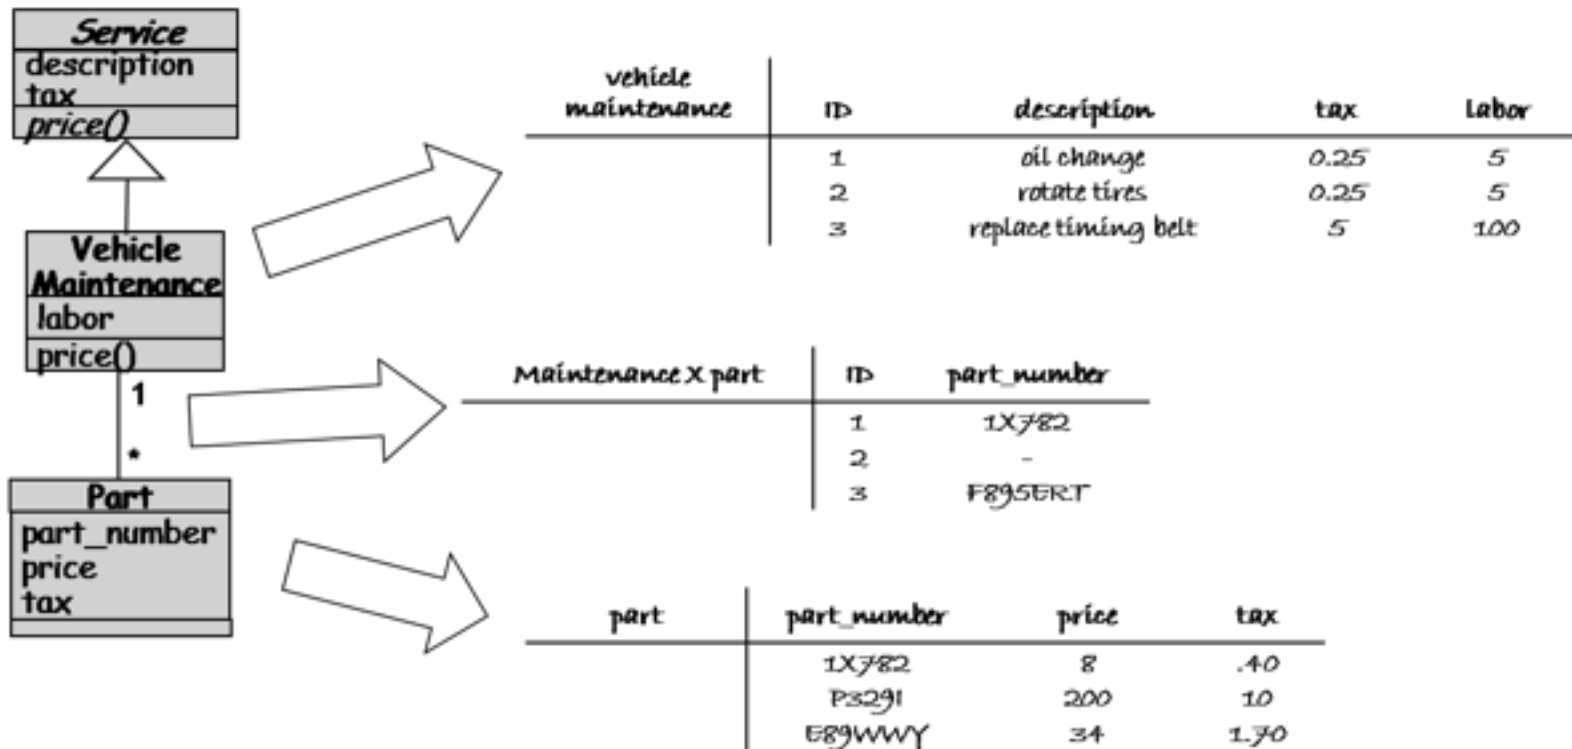 Service
description
tax
price()
Vehicle
Maintenance
labor
price()
1
*
Part
part_number
price
tax
vehicle
maintenance ID description tax labor
1 oil change 0.25 5
2 rotate tires 0.25 5
3 replace timing belt 5 100
Maintenance X part ID part_number
1 1X782
2 -
3 F895ERT
part part_number price tax
1X782 8 .40
P3291 200 10
E89WWY 34 1.70